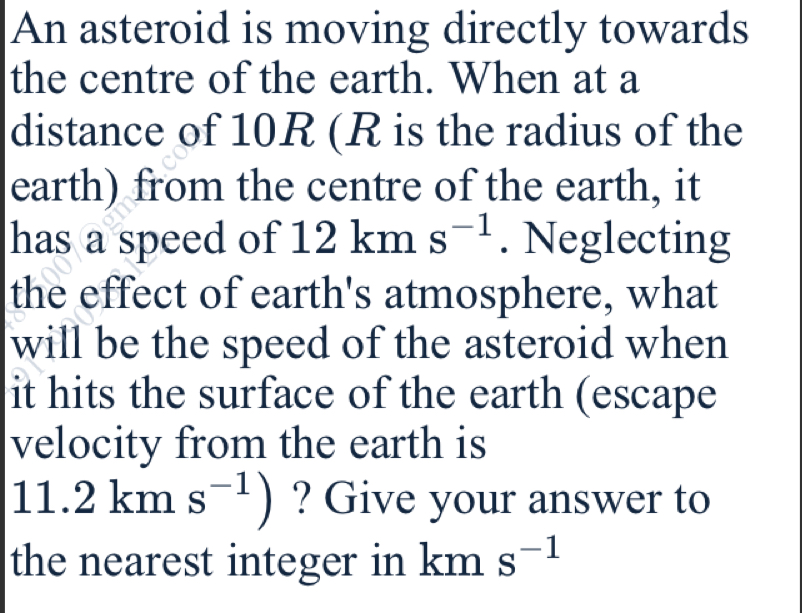 An asteroid is moving directly towards
the centre of the earth. When at a
distance of 10R (R is the radius of the
earth) from the centre of the earth, it
has a speed of 12 km s⁻¹. Neglecting
the effect of earth's atmosphere, what
will be the speed of the asteroid when
it hits the surface of the earth (escape
velocity from the earth is
11.2 km s⁻¹) ? Give your answer to
the nearest integer in km s⁻¹